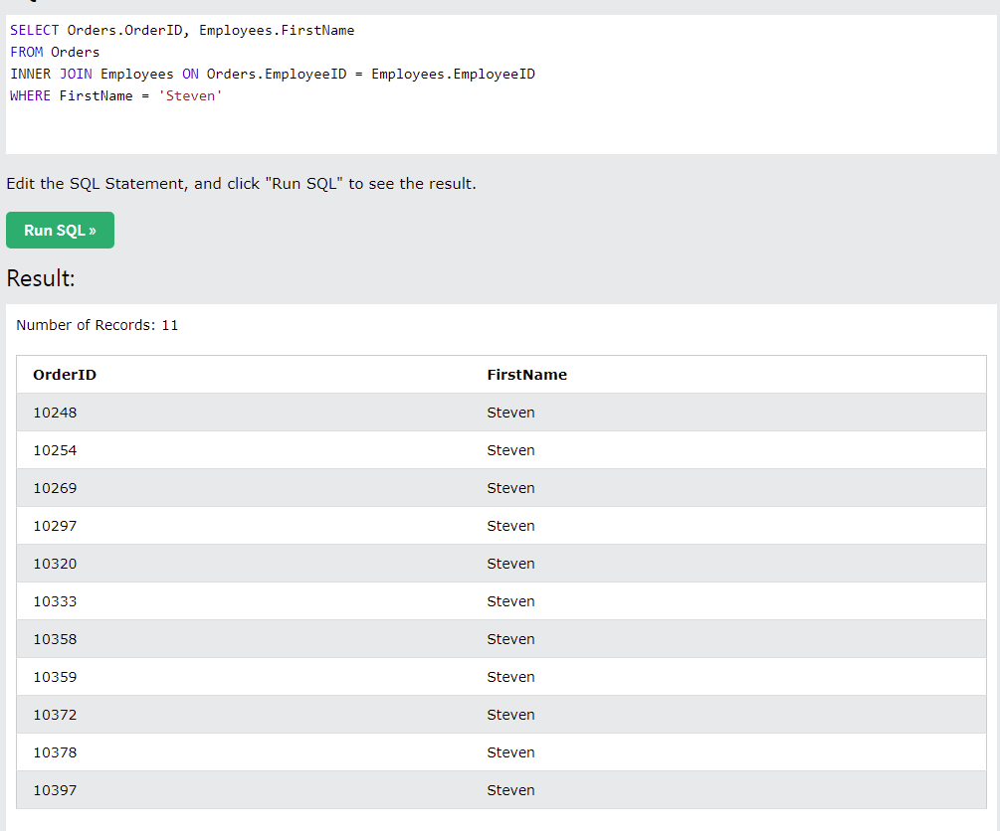 SELECT Orders.OrderID, Employees.FirstName
FROM Orders
INNER JOIN Employees ON Orders.EmployeeID = Employees.EmployeeID
WHERE FirstName = 'Steven'
Edit the SQL Statement, and click "Run SQL" to see the result.
Run SQL »
Result:
Number of Records: 11
OrderID FirstName
10248 Steven
10254 Steven
10269 Steven
10297 Steven
10320 Steven
10333 Steven
10358 Steven
10359 Steven
10372 Steven
10378 Steven
10397 Steven